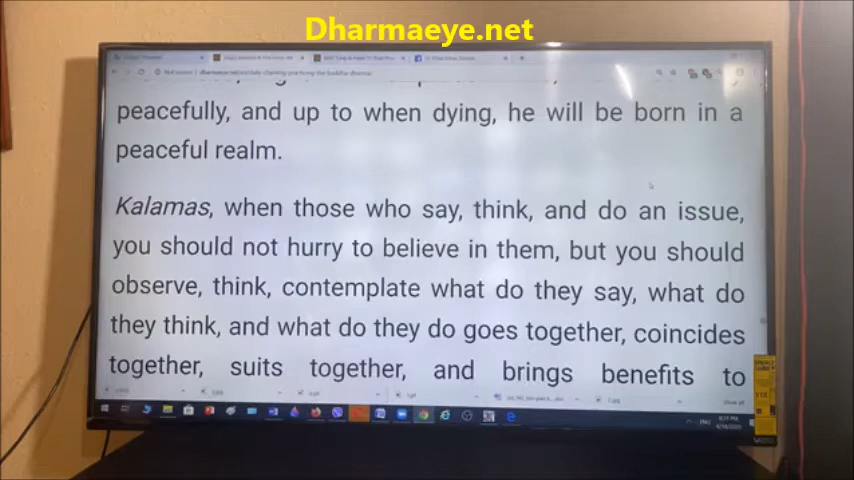 Dharmaeye.net
peacefully, and up to when dying, he will be born in a
peaceful realm.
Kalamas, when those who say, think, and do an issue,
you should not hurry to believe in them, but you should
observe, think, contemplate what do they say, what do
they think, and what do they do goes together, coincides
together, suits together, and brings benefits to
Show all